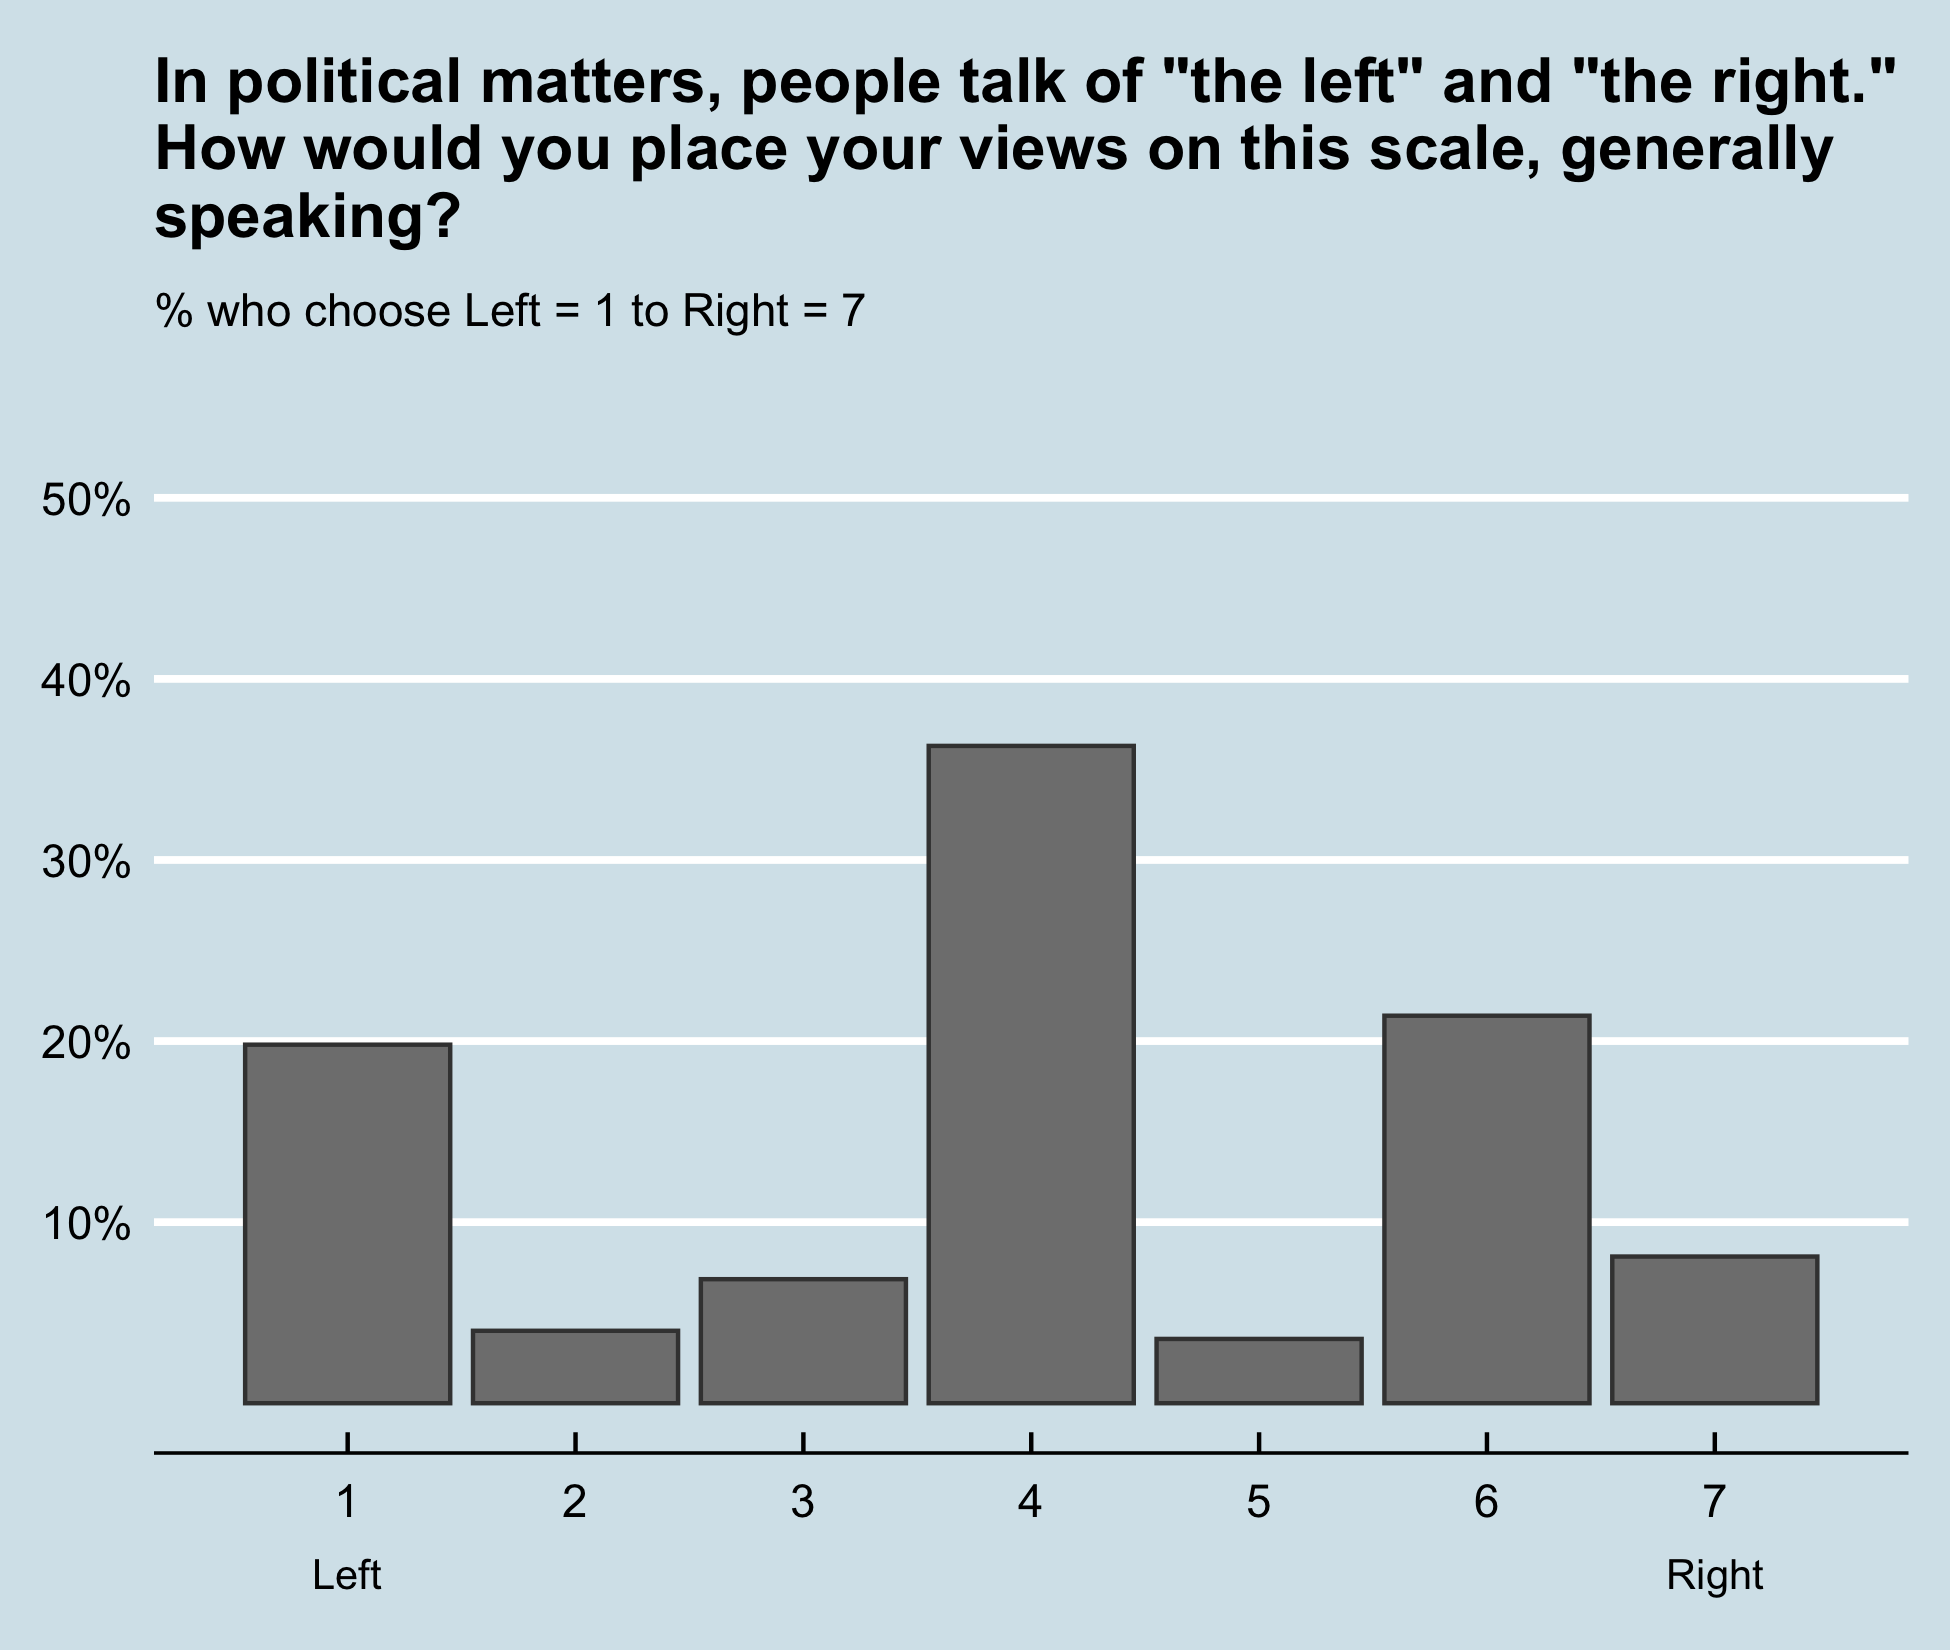 In political matters, people talk of "the left" and "the right."
How would you place your views on this scale, generally
speaking?
% who choose Left = 1 to Right = 7
50%
40%
30%
20%
10%
1 2 3 4 5 6 7
Left Right